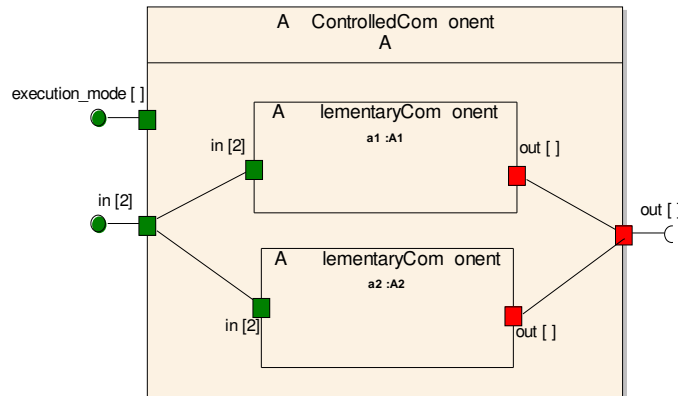 A ControlledCom onent
A
execution_mode [ ]
A lementaryCom onent
a1 :A1
in [2]
out [ ]
in [2]
out [ ]
A lementaryCom onent
a2 :A2
in [2]
out [ ]